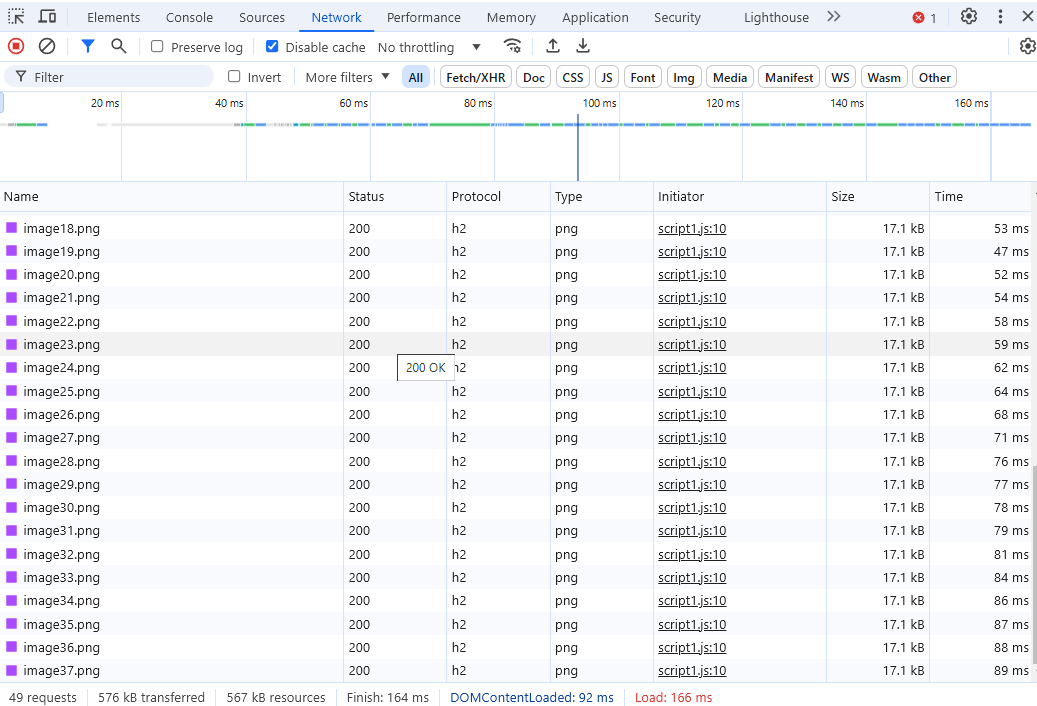 Elements Console Sources Network Performance Memory Application Security Lighthouse 1
Preserve log Disable cache No throttling
Filter Invert More filters All Fetch/XHR Doc CSS JS Font Img Media Manifest WS Wasm Other
20 ms 40 ms 60 ms 80 ms 100 ms 120 ms 140 ms 160 ms
Name Status Protocol Type Initiator Size Time
image18.png 200 h2 png script1.js:10 17.1 kB 53 ms
image19.png 200 h2 png script1.js:10 17.1 kB 47 ms
image20.png 200 h2 png script1.js:10 17.1 kB 52 ms
image21.png 200 h2 png script1.js:10 17.1 kB 54 ms
image22.png 200 h2 png script1.js:10 17.1 kB 58 ms
image23.png 200 h2 png script1.js:10 17.1 kB 59 ms
image24.png 200 200 OK h2 png script1.js:10 17.1 kB 62 ms
image25.png 200 h2 png script1.js:10 17.1 kB 64 ms
image26.png 200 h2 png script1.js:10 17.1 kB 68 ms
image27.png 200 h2 png script1.js:10 17.1 kB 71 ms
image28.png 200 h2 png script1.js:10 17.1 kB 76 ms
image29.png 200 h2 png script1.js:10 17.1 kB 77 ms
image30.png 200 h2 png script1.js:10 17.1 kB 78 ms
image31.png 200 h2 png script1.js:10 17.1 kB 79 ms
image32.png 200 h2 png script1.js:10 17.1 kB 81 ms
image33.png 200 h2 png script1.js:10 17.1 kB 84 ms
image34.png 200 h2 png script1.js:10 17.1 kB 86 ms
image35.png 200 h2 png script1.js:10 17.1 kB 87 ms
image36.png 200 h2 png script1.js:10 17.1 kB 88 ms
image37.png 200 h2 png script1.js:10 17.1 kB 89 ms
49 requests 576 kB transferred 567 kB resources Finish: 164 ms DOMContentLoaded: 92 ms Load: 166 ms